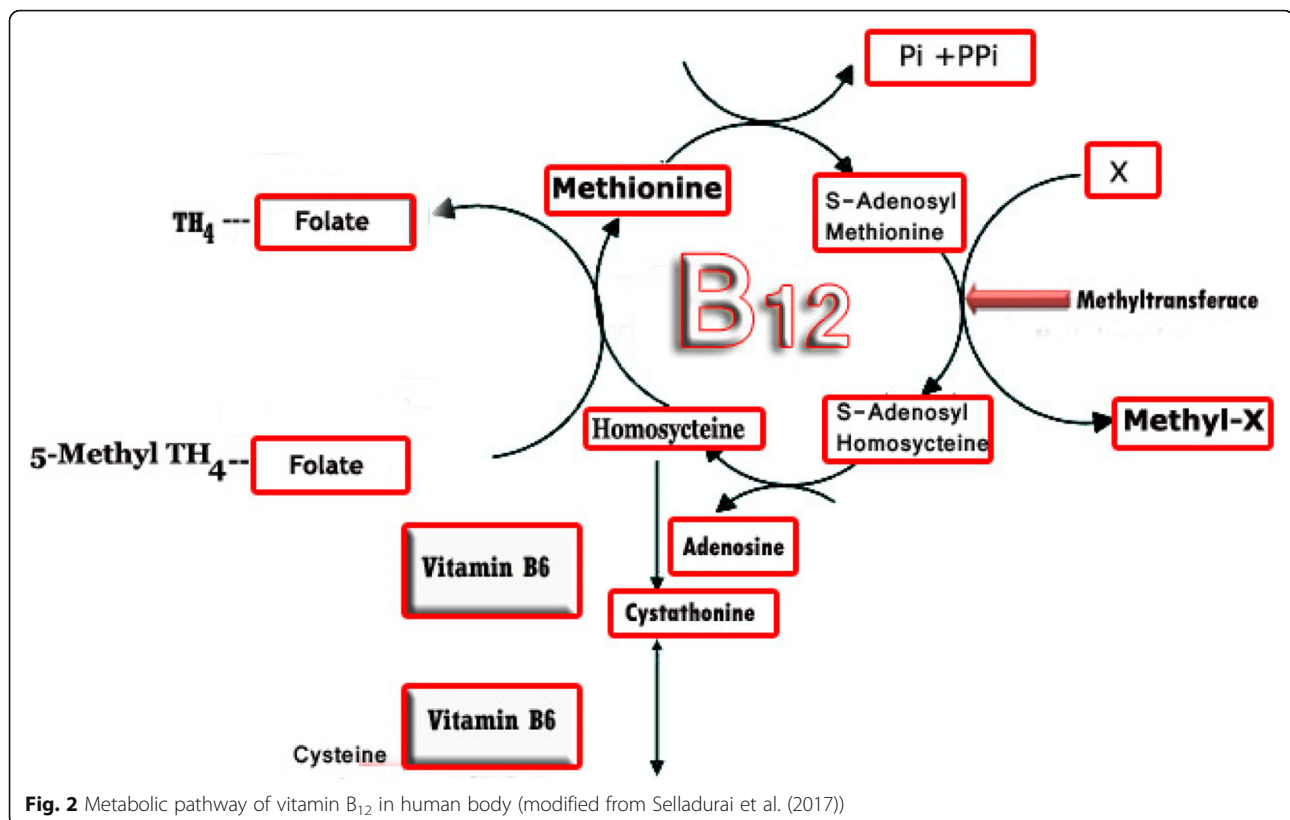 Pi +PPi
X
Methionine
S-Adenosyl
Methionine
TH4 --- Folate
B12
Methyltransferace
Homosycteine
S-Adenosyl
Homosycteine
Methyl-X
5-Methyl TH4-- Folate
Adenosine
Vitamin B6
Cystathonine
Vitamin B6
Cysteine
Fig. 2 Metabolic pathway of vitamin B12 in human body (modified from Selladurai et al. (2017))